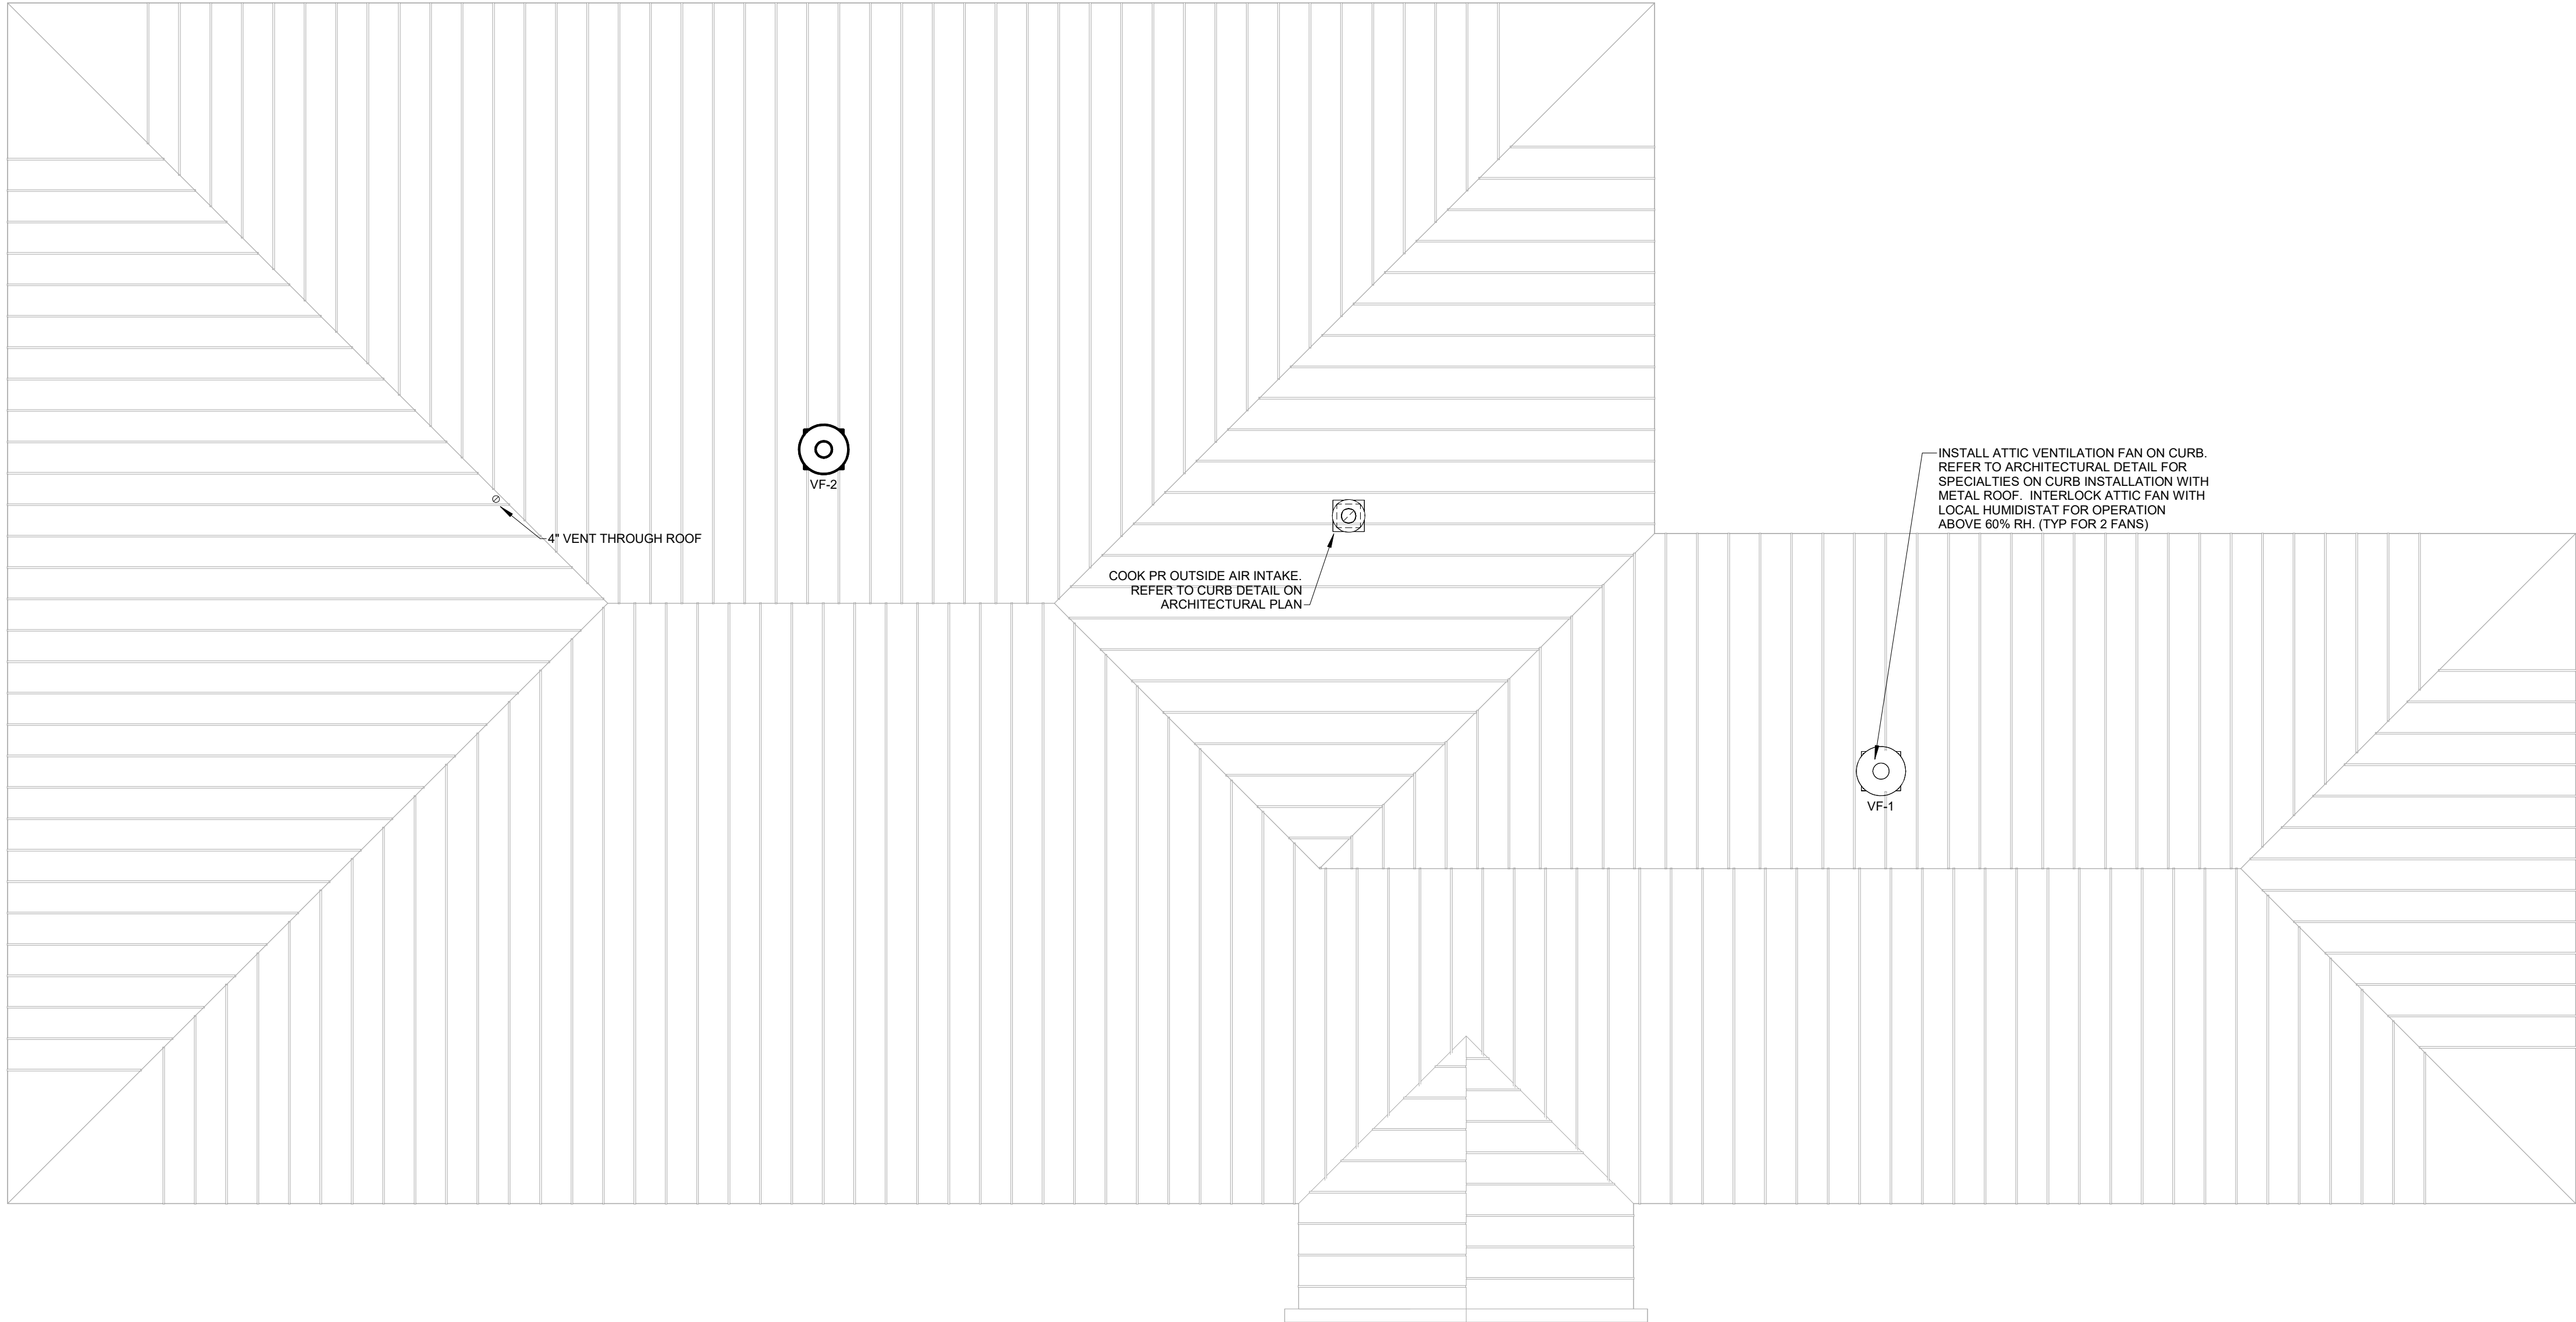 VF-2
4" VENT THROUGH ROOF
COOK PR OUTSIDE AIR INTAKE.
REFER TO CURB DETAIL ON
ARCHITECTURAL PLAN
INSTALL ATTIC VENTILATION FAN ON CURB.
REFER TO ARCHITECTURAL DETAIL FOR
SPECIALTIES ON CURB INSTALLATION WITH
METAL ROOF.  INTERLOCK ATTIC FAN WITH
LOCAL HUMIDISTAT FOR OPERATION
ABOVE 60% RH. (TYP FOR 2 FANS)
VF-1